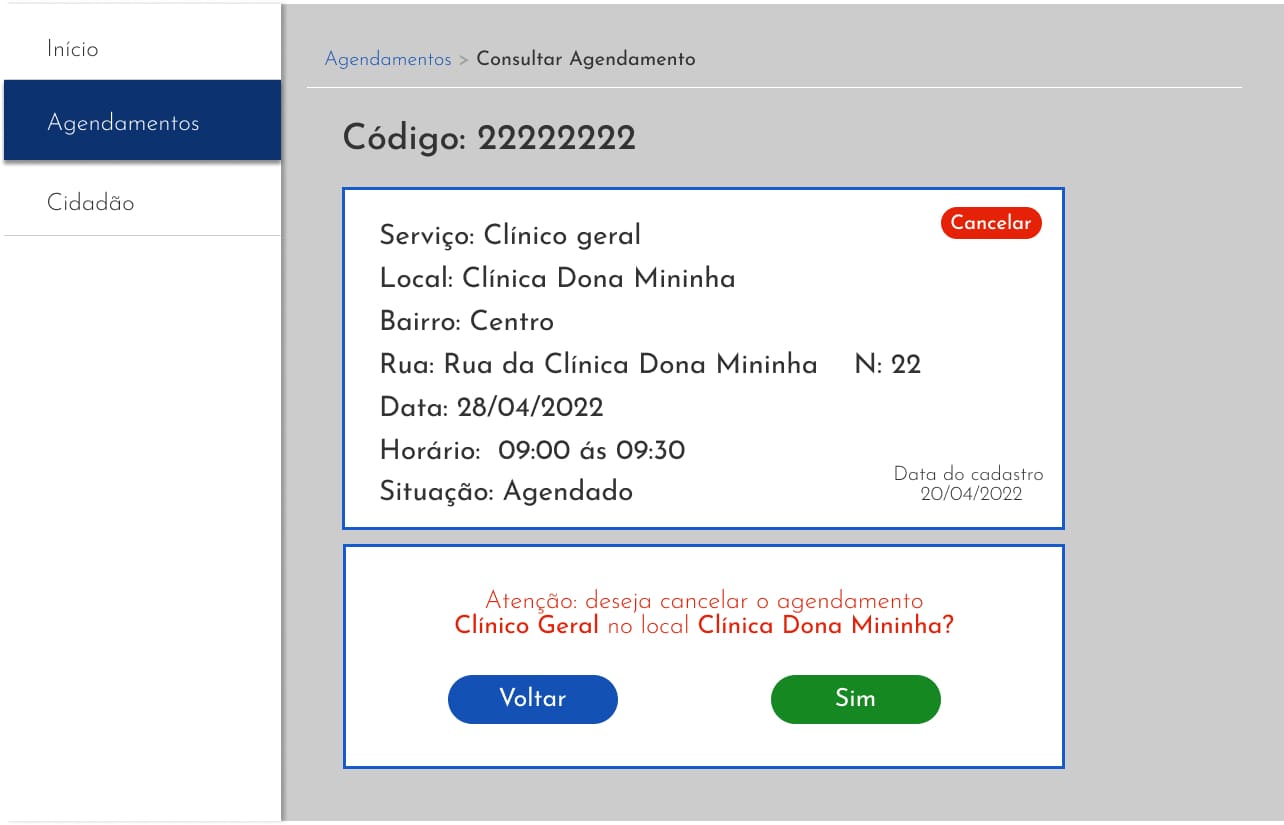 Início
Agendamentos
Cidadão
Agendamentos > Consultar Agendamento
Código: 22222222
Cancelar
Serviço: Clínico geral
Local: Clínica Dona Mininha
Bairro: Centro
Rua: Rua da Clínica Dona Mininha N: 22
Data: 28/04/2022
Horário: 09:00 ás 09:30
Situação: Agendado
Data do cadastro
20/04/2022
Atenção: deseja cancelar o agendamento
Clínico Geral no local Clínica Dona Mininha?
Voltar
Sim